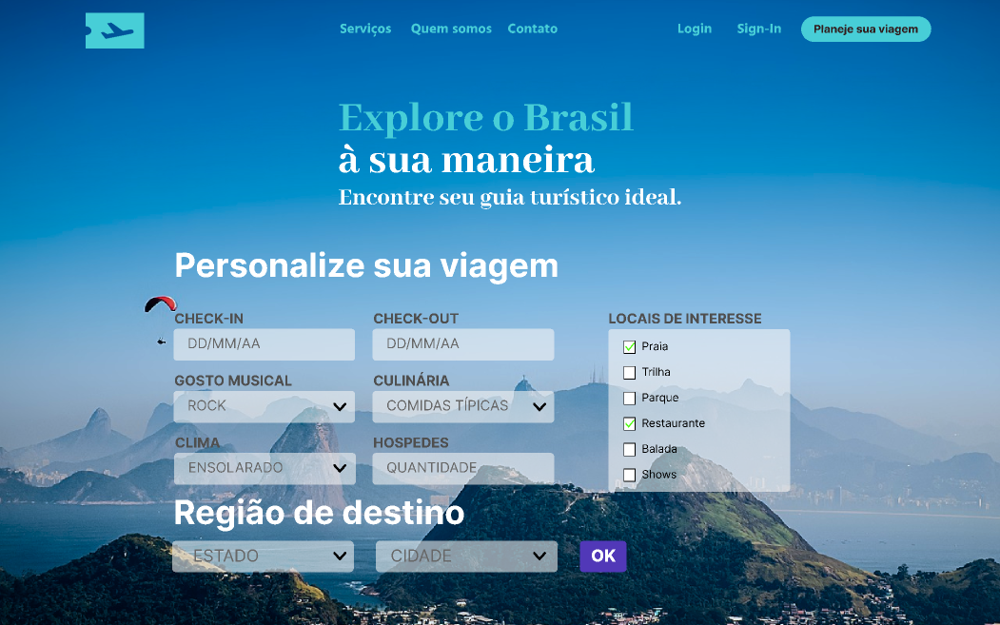 Serviços Quem somos Contato Login Sign-In Planeje sua viagem
Explore o Brasil
à sua maneira
Encontre seu guia turístico ideal.
Personalize sua viagem
CHECK-IN CHECK-OUT LOCAIS DE INTERESSE
DD/MM/AA DD/MM/AA
Praia
Trilha
GOSTO MUSICAL CULINÁRIA
Parque
ROCK COMIDAS TÍPICAS
Restaurante
CLIMA HOSPEDES
Balada
ENSOLARADO QUANTIDADE
Shows
Região de destino
ESTADO CIDADE OK